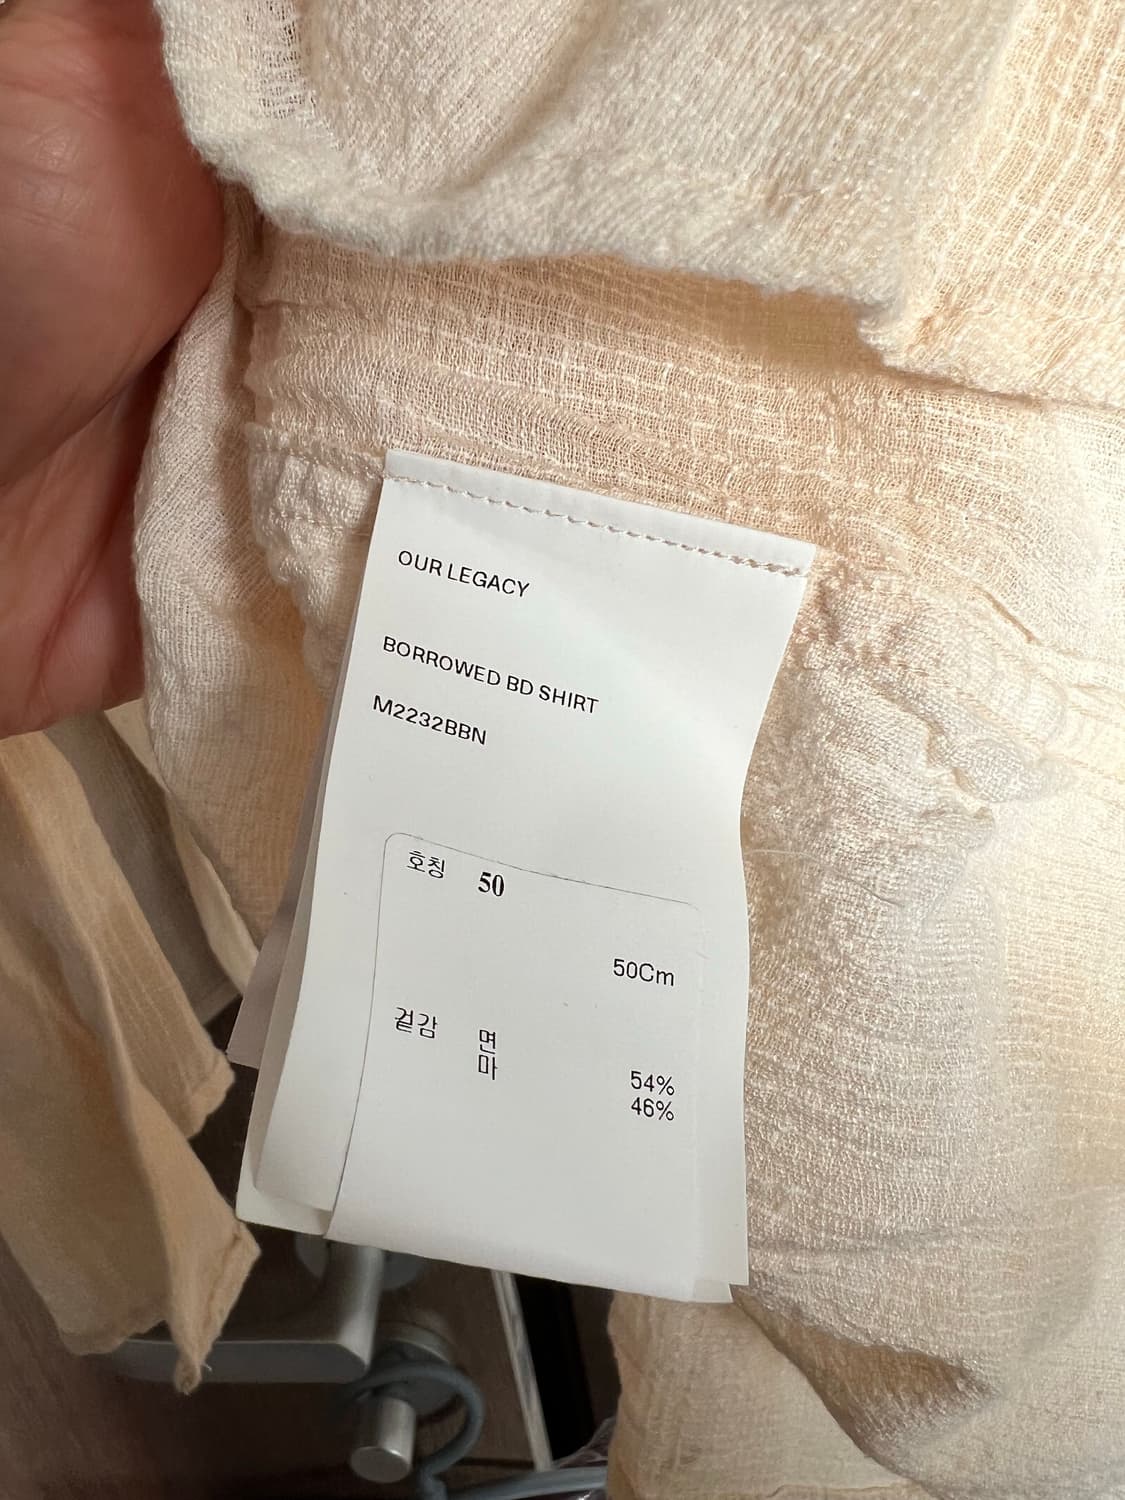 OUR LEGACY
BORROWED BD SHIRT
M2232BBN
호칭 50
50Cm
겉감 면 54%
마 46%